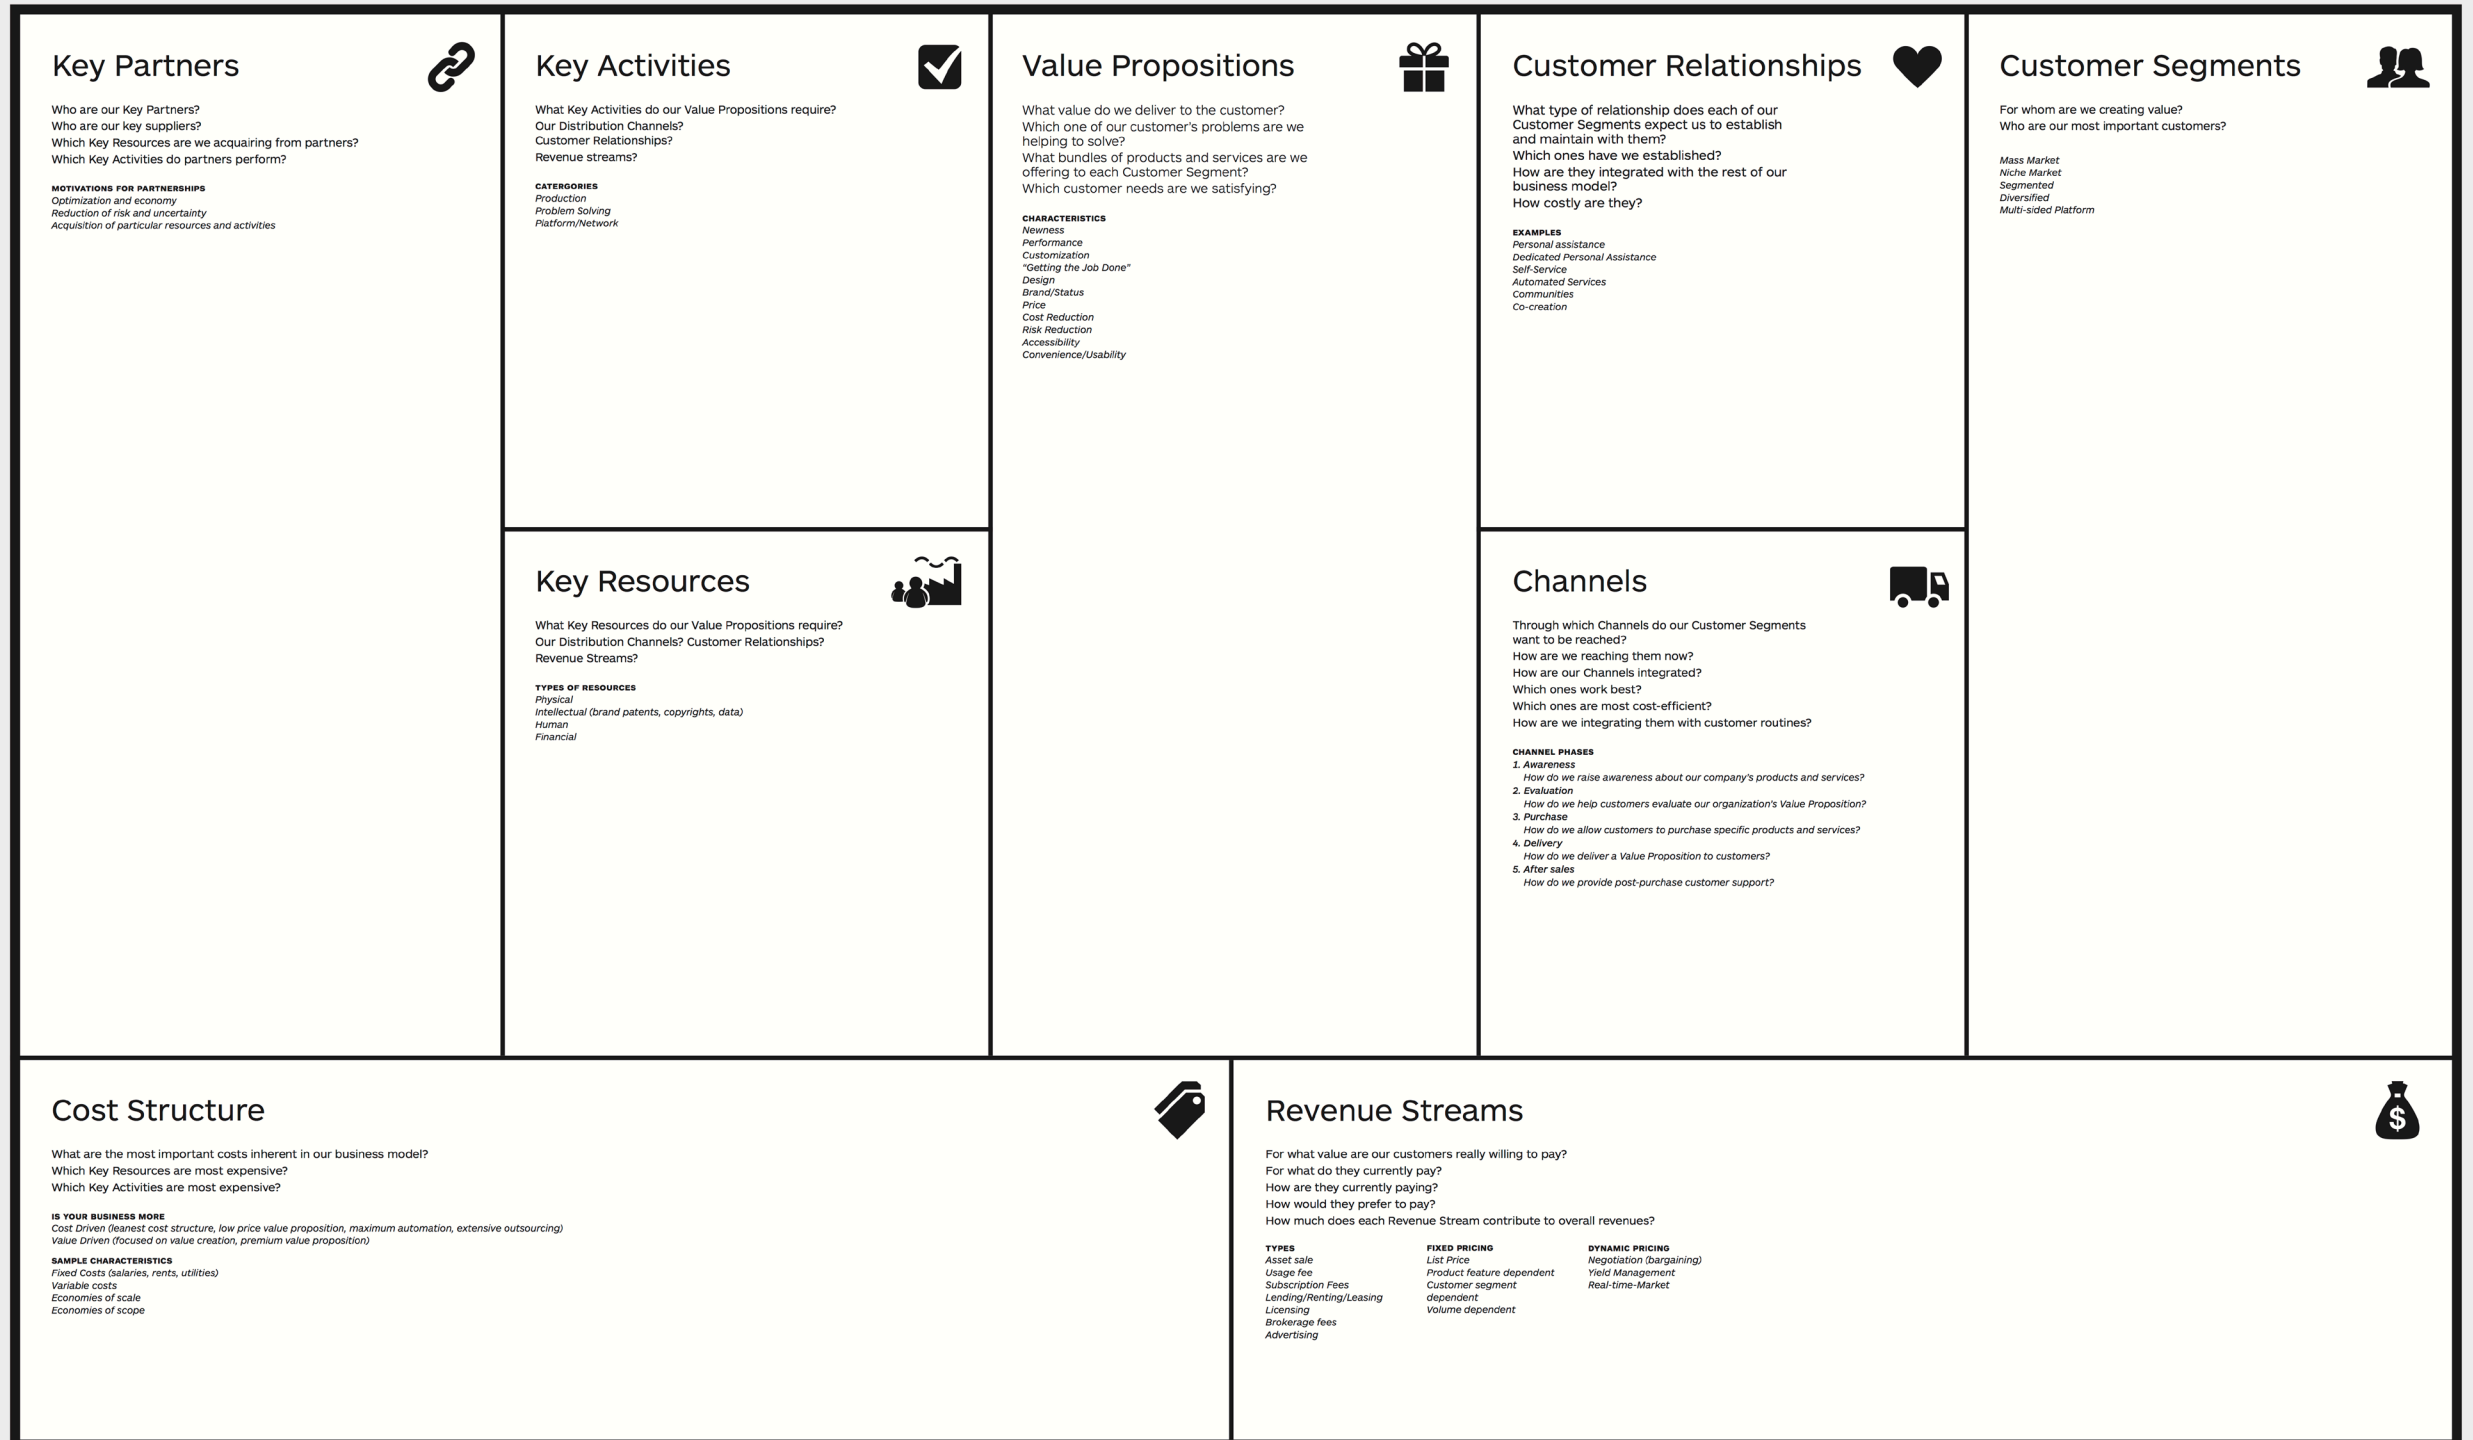 Key Partners
Who are our Key Partners?
Who are our key suppliers?
Which Key Resources are we acquairing from partners?
Which Key Activities do partners perform?
MOTIVATIONS FOR PARTNERSHIPS
Optimization and economy
Reduction of risk and uncertainty
Acquisition of particular resources and activities
Key Activities
What Key Activities do our Value Propositions require?
Our Distribution Channels?
Customer Relationships?
Revenue streams?
CATERGORIES
Production
Problem Solving
Platform/Network
Key Resources
What Key Resources do our Value Propositions require?
Our Distribution Channels? Customer Relationships?
Revenue Streams?
TYPES OF RESOURCES
Physical
Intellectual (brand patents, copyrights, data)
Human
Financial
Value Propositions
What value do we deliver to the customer?
Which one of our customer's problems are we
helping to solve?
What bundles of products and services are we
offering to each Customer Segment?
Which customer needs are we satisfying?
CHARACTERISTICS
Newness
Performance
Customization
"Getting the Job Done"
Design
Brand/Status
Price
Cost Reduction
Risk Reduction
Accessibility
Convenience/Usability
Customer Relationships
What type of relationship does each of our
Customer Segments expect us to establish
and maintain with them?
Which ones have we established?
How are they integrated with the rest of our
business model?
How costly are they?
EXAMPLES
Personal assistance
Dedicated Personal Assistance
Self-Service
Automated Services
Communities
Co-creation
Channels
Through which Channels do our Customer Segments
want to be reached?
How are we reaching them now?
How are our Channels integrated?
Which ones work best?
Which ones are most cost-efficient?
How are we integrating them with customer routines?
CHANNEL PHASES
1. Awareness
How do we raise awareness about our company's products and services?
2. Evaluation
How do we help customers evaluate our organization's Value Proposition?
3. Purchase
How do we allow customers to purchase specific products and services?
4. Delivery
How do we deliver a Value Proposition to customers?
5. After sales
How do we provide post-purchase customer support?
Customer Segments
For whom are we creating value?
Who are our most important customers?
Mass Market
Niche Market
Segmented
Diversified
Multi-sided Platform
Cost Structure
What are the most important costs inherent in our business model?
Which Key Resources are most expensive?
Which Key Activities are most expensive?
IS YOUR BUSINESS MORE
Cost Driven (leanest cost structure, low price value proposition, maximum automation, extensive outsourcing)
Value Driven (focused on value creation, premium value proposition)
SAMPLE CHARACTERISTICS
Fixed Costs (salaries, rents, utilities)
Variable costs
Economies of scale
Economies of scope
Revenue Streams
For what value are our customers really willing to pay?
For what do they currently pay?
How are they currently paying?
How would they prefer to pay?
How much does each Revenue Stream contribute to overall revenues?
TYPES
Asset sale
Usage fee
Subscription Fees
Lending/Renting/Leasing
Licensing
Brokerage fees
Advertising
FIXED PRICING
List Price
Product feature dependent
Customer segment
dependent
Volume dependent
DYNAMIC PRICING
Negotiation (bargaining)
Yield Management
Real-time-Market
$